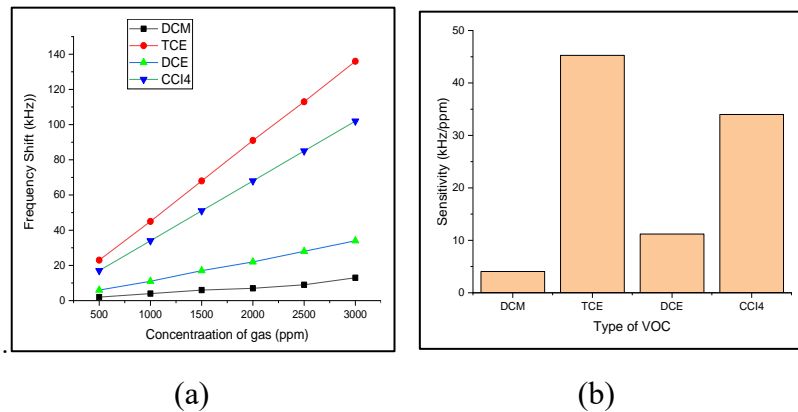 DCM
TCE
DCE
CCl4
140
120
100
80
60
40
20
0
Frequency Shift (kHz))
500 1000 1500 2000 2500 3000
Concentraation of gas (ppm)
50
40
30
20
10
0
Sensitivity (kHz/ppm)
DCM TCE DCE CCl4
Type of VOC
.
(a) (b)